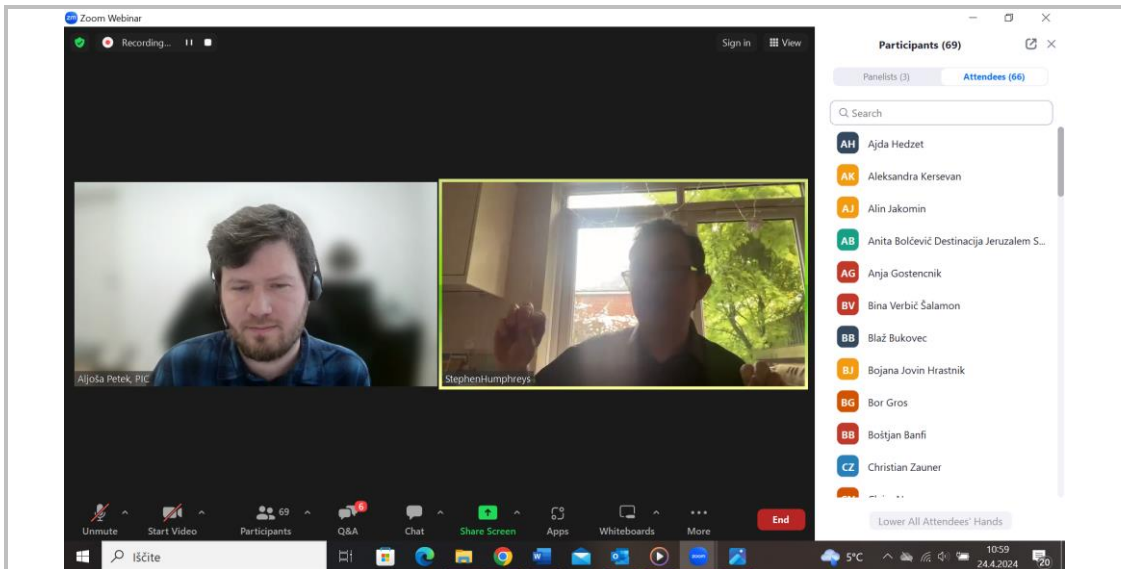 zm Zoom Webinar
Recording...
Sign in
View
Participants (69)
Panelists (3)
Attendees (66)
Search
AH Ajda Hedzet
AK Aleksandra Kersevan
AJ Alin Jakomin
AB Anita Bolčevič Destinacija Jeruzalem S...
AG Anja Gostencnik
BV Bina Verbič Šalamon
BB Blaž Bukovec
BJ Bojana Jovin Hrastnik
BG Bor Gros
BB Boštjan Banfi
CZ Christian Zauner
Lower All Attendees' Hands
Aljoša Petek, PIC
StephenHumphreys
69
6
Unmute
Start Video
Participants
Q&A
Chat
Share Screen
Apps
Whiteboards
More
End
Iščite
5°C
10:59
24.4.2024
20